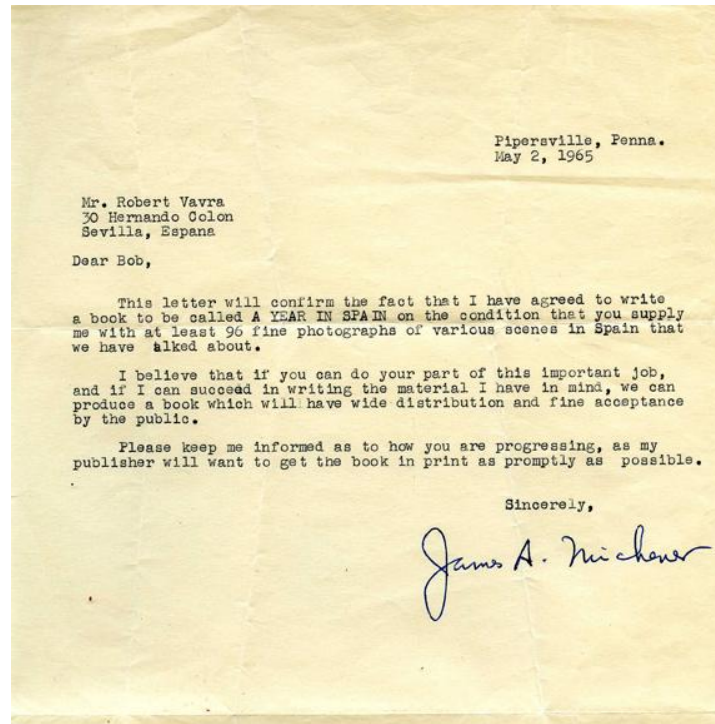 Pipersville, Penna.
May 2, 1965
Mr. Robert Vavra
30 Hernando Colon
Sevilla, Espana
Dear Bob,
This letter will confirm the fact that I have agreed to write
a book to be called A YEAR IN SPAIN on the condition that you supply
me with at least 96 fine photographs of various scenes in Spain that
we have alked about.
I believe that if you can do your part of this important job,
and if I can succeed in writing the material I have in mind, we can
produce a book which will have wide distribution and fine acceptance
by the public.
Please keep me informed as to how you are progressing, as my
publisher will want to get the book in print as promptly as possible.
Sincerely,
James A. Michener